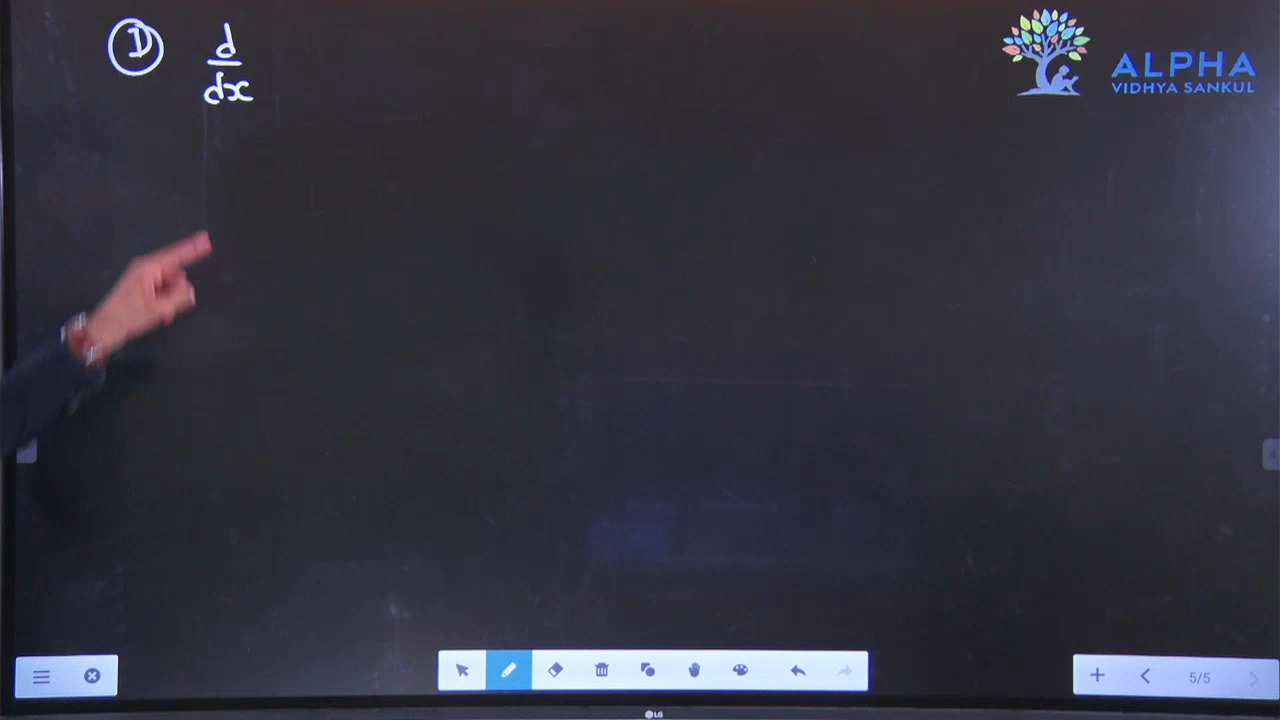 ① d/dx
ALPHA
VIDHYA SANKUL
5/5
LG